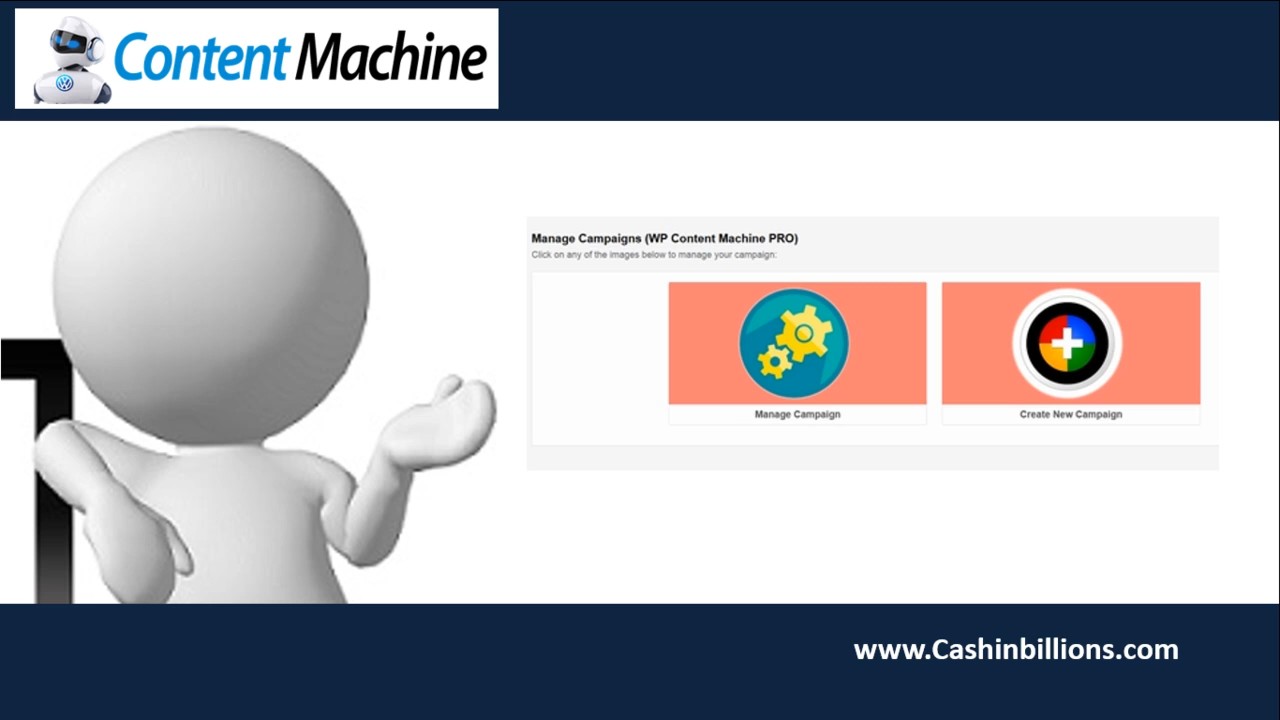 Content Machine
Manage Campaigns (WP Content Machine PRO)
Click on any of the images below to manage your campaign:
Manage Campaign
Create New Campaign
www.Cashinbillions.com